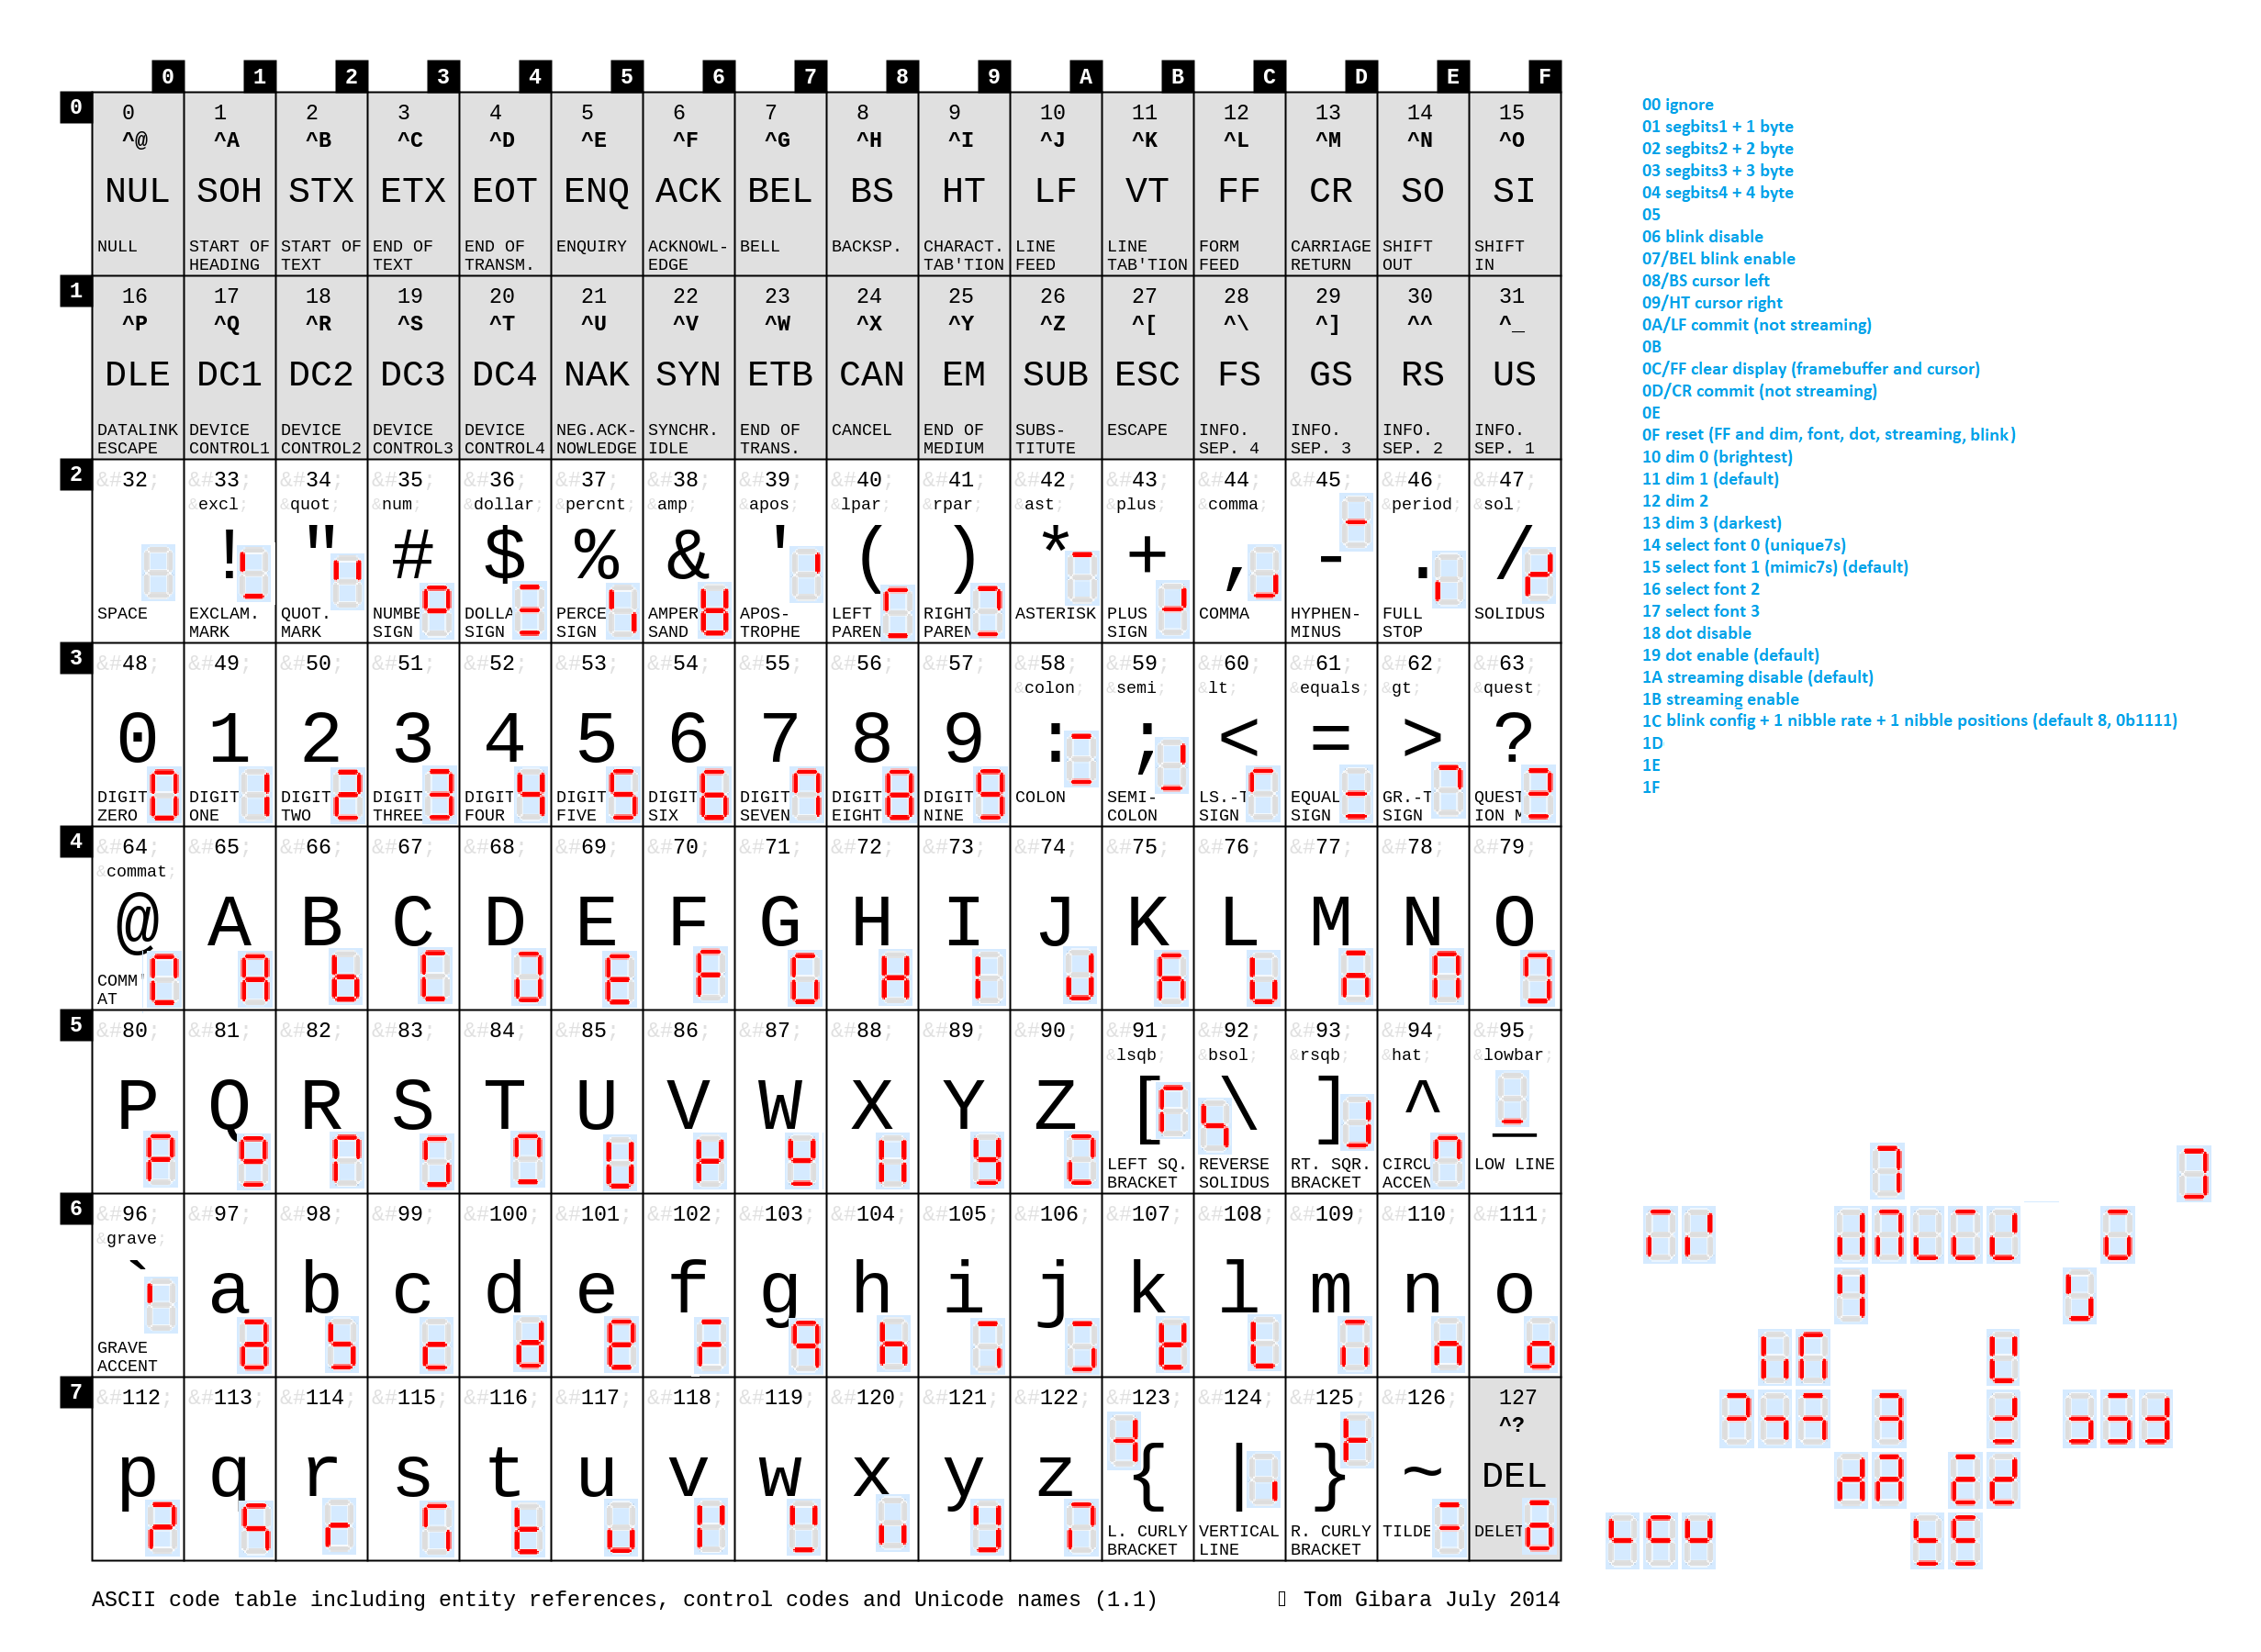 0 1 2 3 4 5 6 7 8 9 A B C D E F
0
0 1 2 3 4 5 6 7 8 9 10 11 12 13 14 15
^@ ^A ^B ^C ^D ^E ^F ^G ^H ^I ^J ^K ^L ^M ^N ^O
NUL SOH STX ETX EOT ENQ ACK BEL BS HT LF VT FF CR SO SI
NULL START OF START OF END OF END OF ENQUIRY ACKNOWL- BELL BACKSP. CHARACT. LINE LINE FORM CARRIAGE SHIFT SHIFT
HEADING TEXT TEXT TRANSM. EDGE TAB'TION FEED TAB'TION FEED RETURN OUT IN
1
16 17 18 19 20 21 22 23 24 25 26 27 28 29 30 31
^P ^Q ^R ^S ^T ^U ^V ^W ^X ^Y ^Z ^[ ^\ ^] ^^ ^_
DLE DC1 DC2 DC3 DC4 NAK SYN ETB CAN EM SUB ESC FS GS RS US
DATALINK DEVICE DEVICE DEVICE DEVICE NEG.ACK- SYNCHR. END OF CANCEL END OF SUBS- ESCAPE INFO. INFO. INFO. INFO.
ESCAPE CONTROL1 CONTROL2 CONTROL3 CONTROL4 NOWLEDGE IDLE TRANS. MEDIUM TITUTE SEP. 4 SEP. 3 SEP. 2 SEP. 1
2
&#32; &#33; &#34; &#35; &#36; &#37; &#38; &#39; &#40; &#41; &#42; &#43; &#44; &#45; &#46; &#47;
&excl; &quot; &num; &dollar; &percnt; &amp; &apos; &lpar; &rpar; &ast; &plus; &comma; &period; &sol;
! " # $ % & ' ( ) * + , - . /
SPACE EXCLAM. QUOT. NUMBE DOLLA PERCE AMPER APOS- LEFT RIGHT ASTERISK PLUS COMMA HYPHEN- FULL SOLIDUS
MARK MARK SIGN SIGN SIGN SAND TROPHE PAREN PAREN SIGN MINUS STOP
3
&#48; &#49; &#50; &#51; &#52; &#53; &#54; &#55; &#56; &#57; &#58; &#59; &#60; &#61; &#62; &#63;
&colon; &semi; &lt; &equals; &gt; &quest;
0 1 2 3 4 5 6 7 8 9 : ; < = > ?
DIGIT DIGIT DIGIT DIGIT DIGIT DIGIT DIGIT DIGIT DIGIT DIGIT COLON SEMI- LS.-T EQUAL GR.-T QUEST
ZERO ONE TWO THREE FOUR FIVE SIX SEVEN EIGHT NINE COLON SIGN SIGN SIGN ION M
4
&#64; &#65; &#66; &#67; &#68; &#69; &#70; &#71; &#72; &#73; &#74; &#75; &#76; &#77; &#78; &#79;
&commat;
@ A B C D E F G H I J K L M N O
COMM
AT
5
&#80; &#81; &#82; &#83; &#84; &#85; &#86; &#87; &#88; &#89; &#90; &#91; &#92; &#93; &#94; &#95;
&lsqb; &bsol; &rsqb; &hat; &lowbar;
P Q R S T U V W X Y Z [ \ ] ^ _
LEFT SQ. REVERSE RT. SQR. CIRCU LOW LINE
BRACKET SOLIDUS BRACKET ACCEN
6
&#96; &#97; &#98; &#99; &#100; &#101; &#102; &#103; &#104; &#105; &#106; &#107; &#108; &#109; &#110; &#111;
&grave;
` a b c d e f g h i j k l m n o
GRAVE
ACCENT
7
&#112; &#113; &#114; &#115; &#116; &#117; &#118; &#119; &#120; &#121; &#122; &#123; &#124; &#125; &#126; 127
^?
p q r s t u v w x y z { | } ~ DEL
L. CURLY VERTICAL R. CURLY TILDE DELET
BRACKET LINE BRACKET
ASCII code table including entity references, control codes and Unicode names (1.1)
Tom Gibara July 2014
00 ignore
01 segbits1 + 1 byte
02 segbits2 + 2 byte
03 segbits3 + 3 byte
04 segbits4 + 4 byte
05
06 blink disable
07/BEL blink enable
08/BS cursor left
09/HT cursor right
0A/LF commit (not streaming)
0B
0C/FF clear display (framebuffer and cursor)
0D/CR commit (not streaming)
0E
0F reset (FF and dim, font, dot, streaming, blink)
10 dim 0 (brightest)
11 dim 1 (default)
12 dim 2
13 dim 3 (darkest)
14 select font 0 (unique7s)
15 select font 1 (mimic7s) (default)
16 select font 2
17 select font 3
18 dot disable
19 dot enable (default)
1A streaming disable (default)
1B streaming enable
1C blink config + 1 nibble rate + 1 nibble positions (default 8, 0b1111)
1D
1E
1F